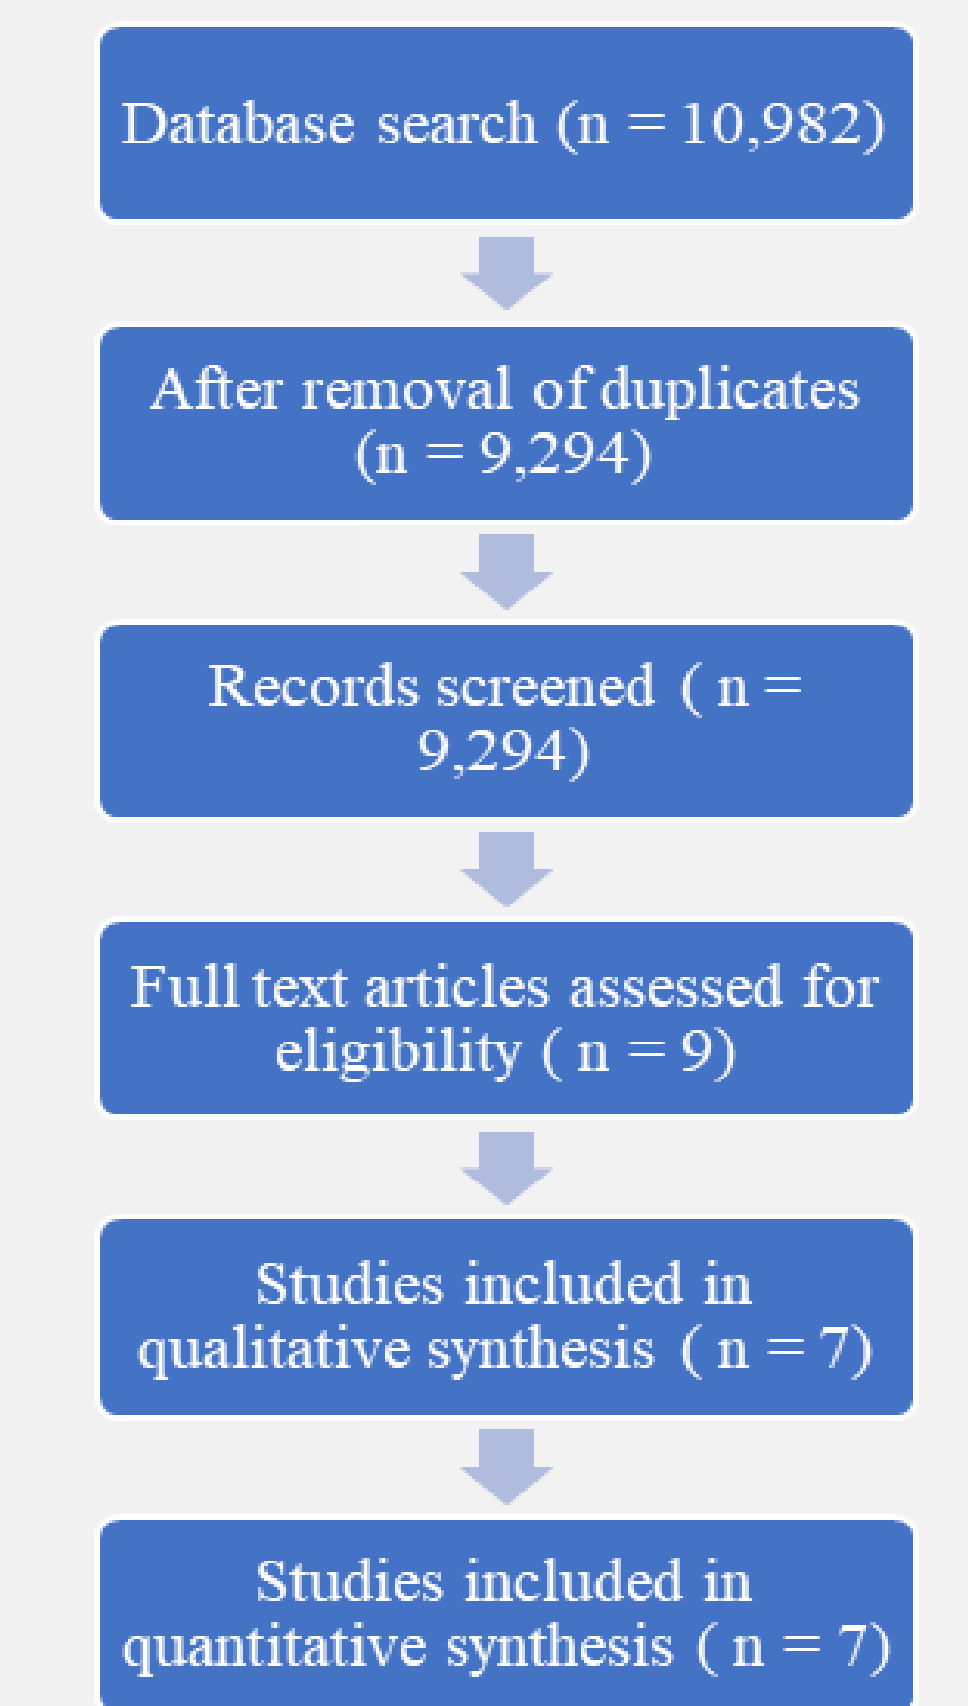 Database search (n = 10,982)
After removal of duplicates
(n = 9,294)
Records screened ( n =
9,294)
Full text articles assessed for
eligibility ( n = 9)
Studies included in
qualitative synthesis ( n = 7)
Studies included in
quantitative synthesis ( n = 7)